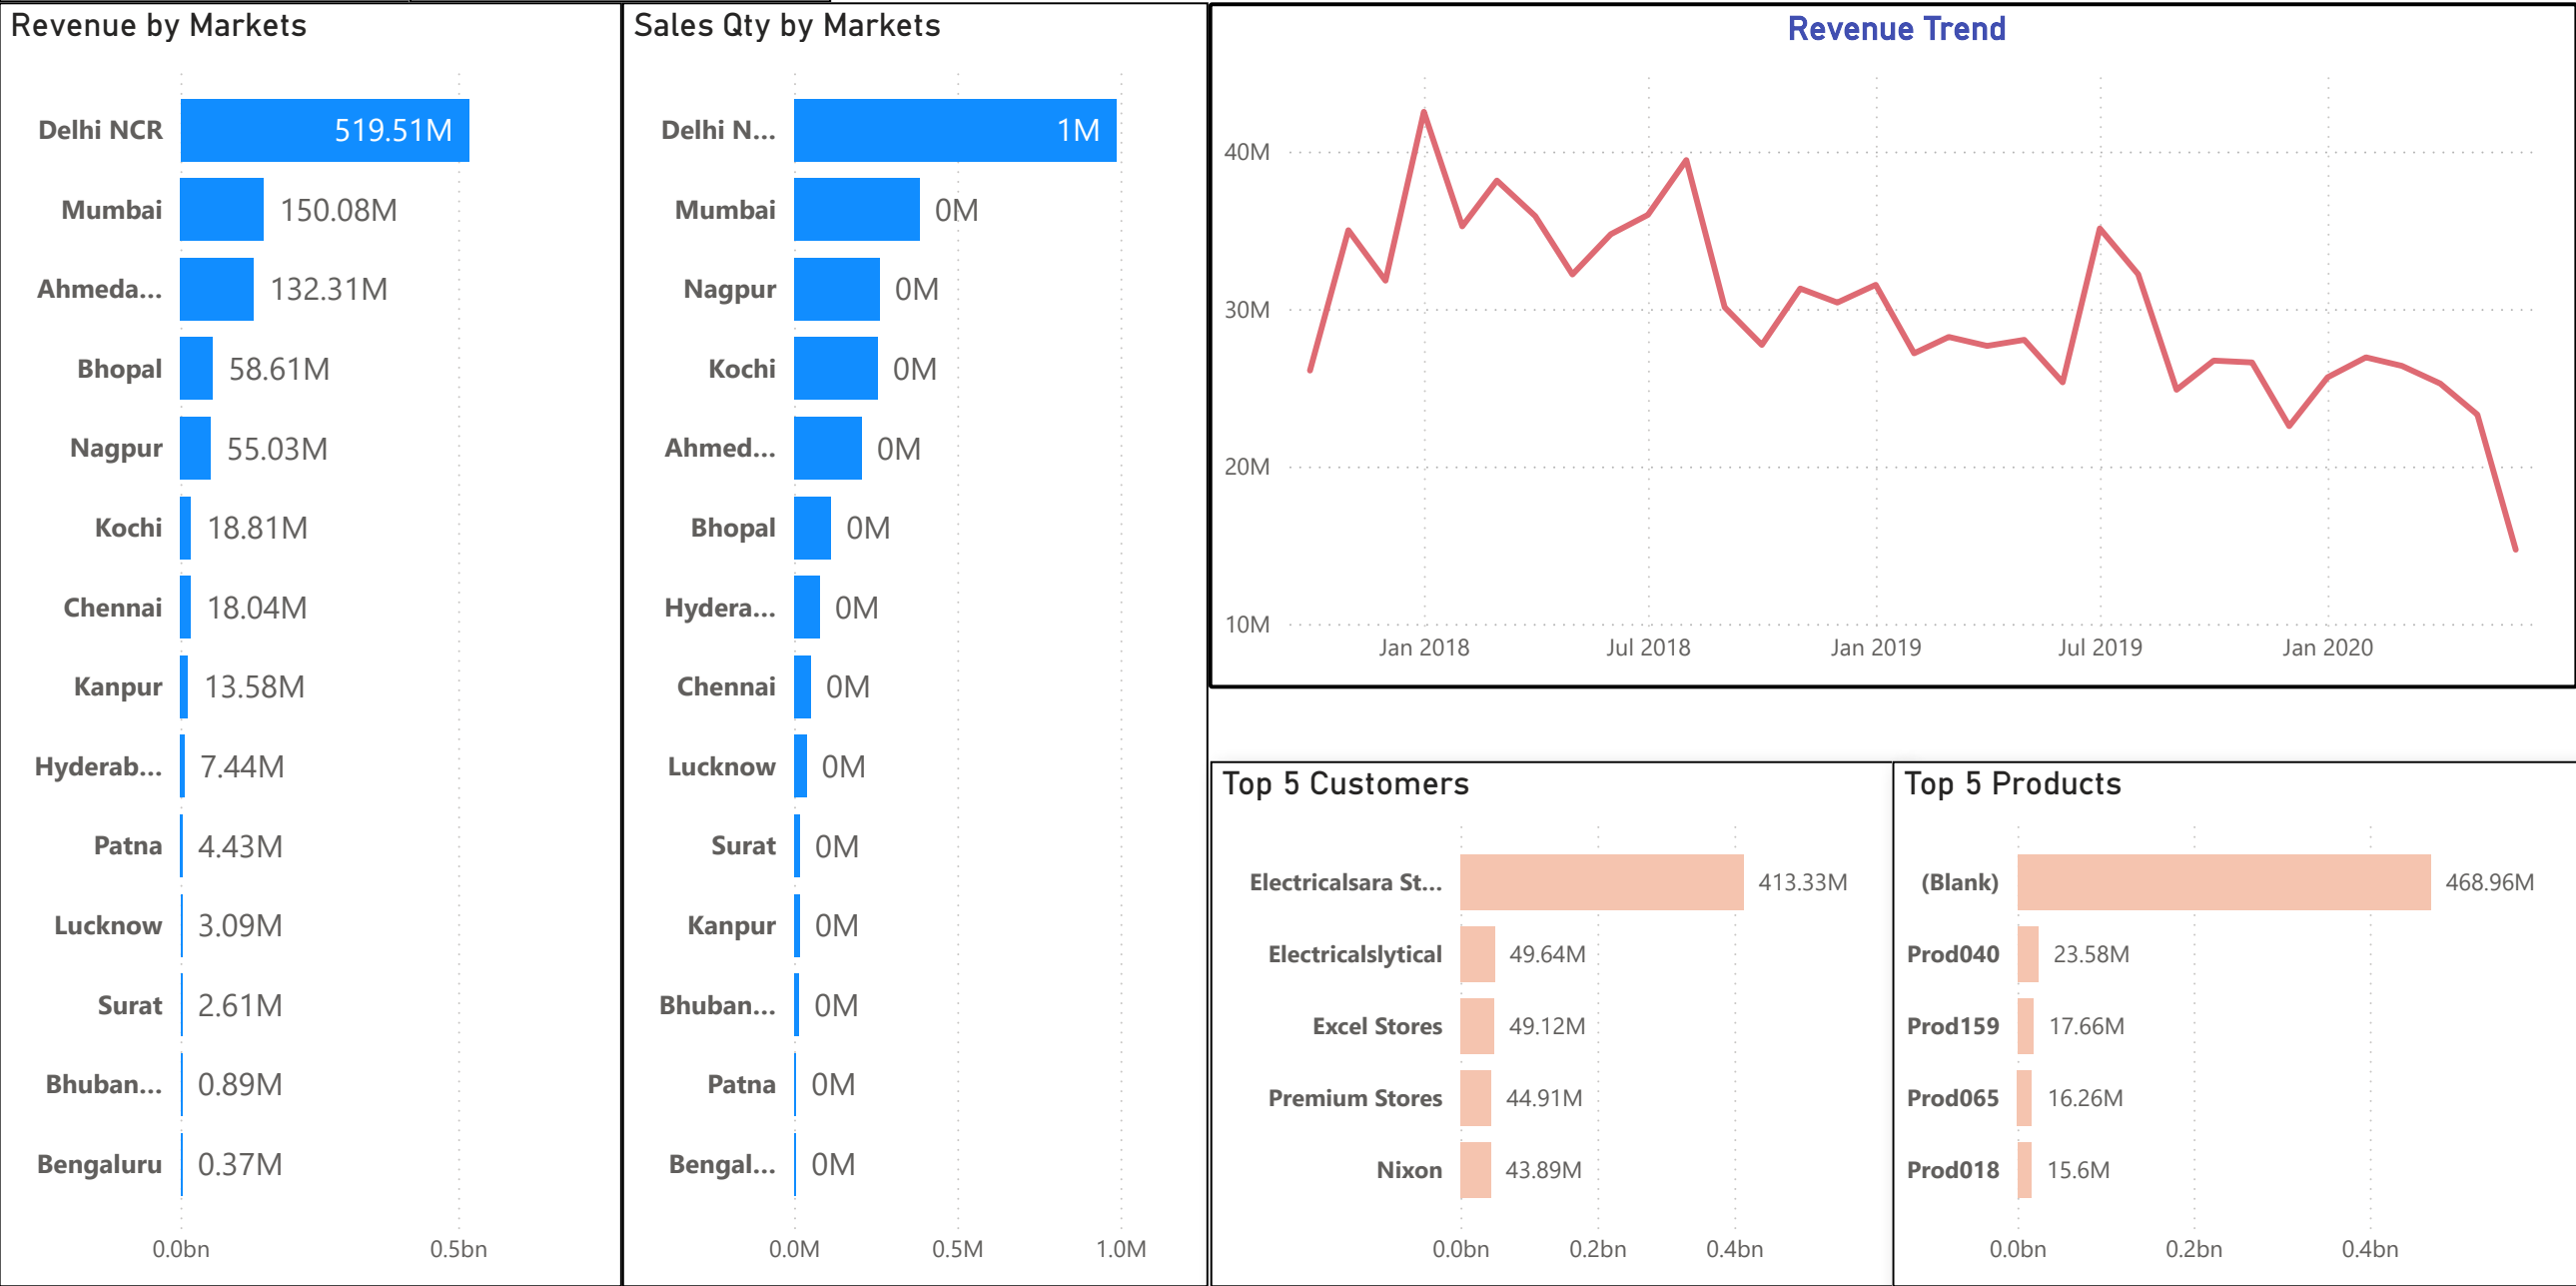 Revenue by Markets
Delhi NCR 519.51M
Mumbai 150.08M
Ahmeda... 132.31M
Bhopal 58.61M
Nagpur 55.03M
Kochi 18.81M
Chennai 18.04M
Kanpur 13.58M
Hyderab... 7.44M
Patna 4.43M
Lucknow 3.09M
Surat 2.61M
Bhuban... 0.89M
Bengaluru 0.37M
0.0bn 0.5bn
Sales Qty by Markets
Delhi N... 1M
Mumbai 0M
Nagpur 0M
Kochi 0M
Ahmed... 0M
Bhopal 0M
Hydera... 0M
Chennai 0M
Lucknow 0M
Surat 0M
Kanpur 0M
Bhuban... 0M
Patna 0M
Bengal... 0M
0.0M 0.5M 1.0M
Revenue Trend
40M
30M
20M
10M
Jan 2018 Jul 2018 Jan 2019 Jul 2019 Jan 2020
Top 5 Customers
Electricalsara St... 413.33M
Electricalslytical 49.64M
Excel Stores 49.12M
Premium Stores 44.91M
Nixon 43.89M
0.0bn 0.2bn 0.4bn
Top 5 Products
(Blank) 468.96M
Prod040 23.58M
Prod159 17.66M
Prod065 16.26M
Prod018 15.6M
0.0bn 0.2bn 0.4bn